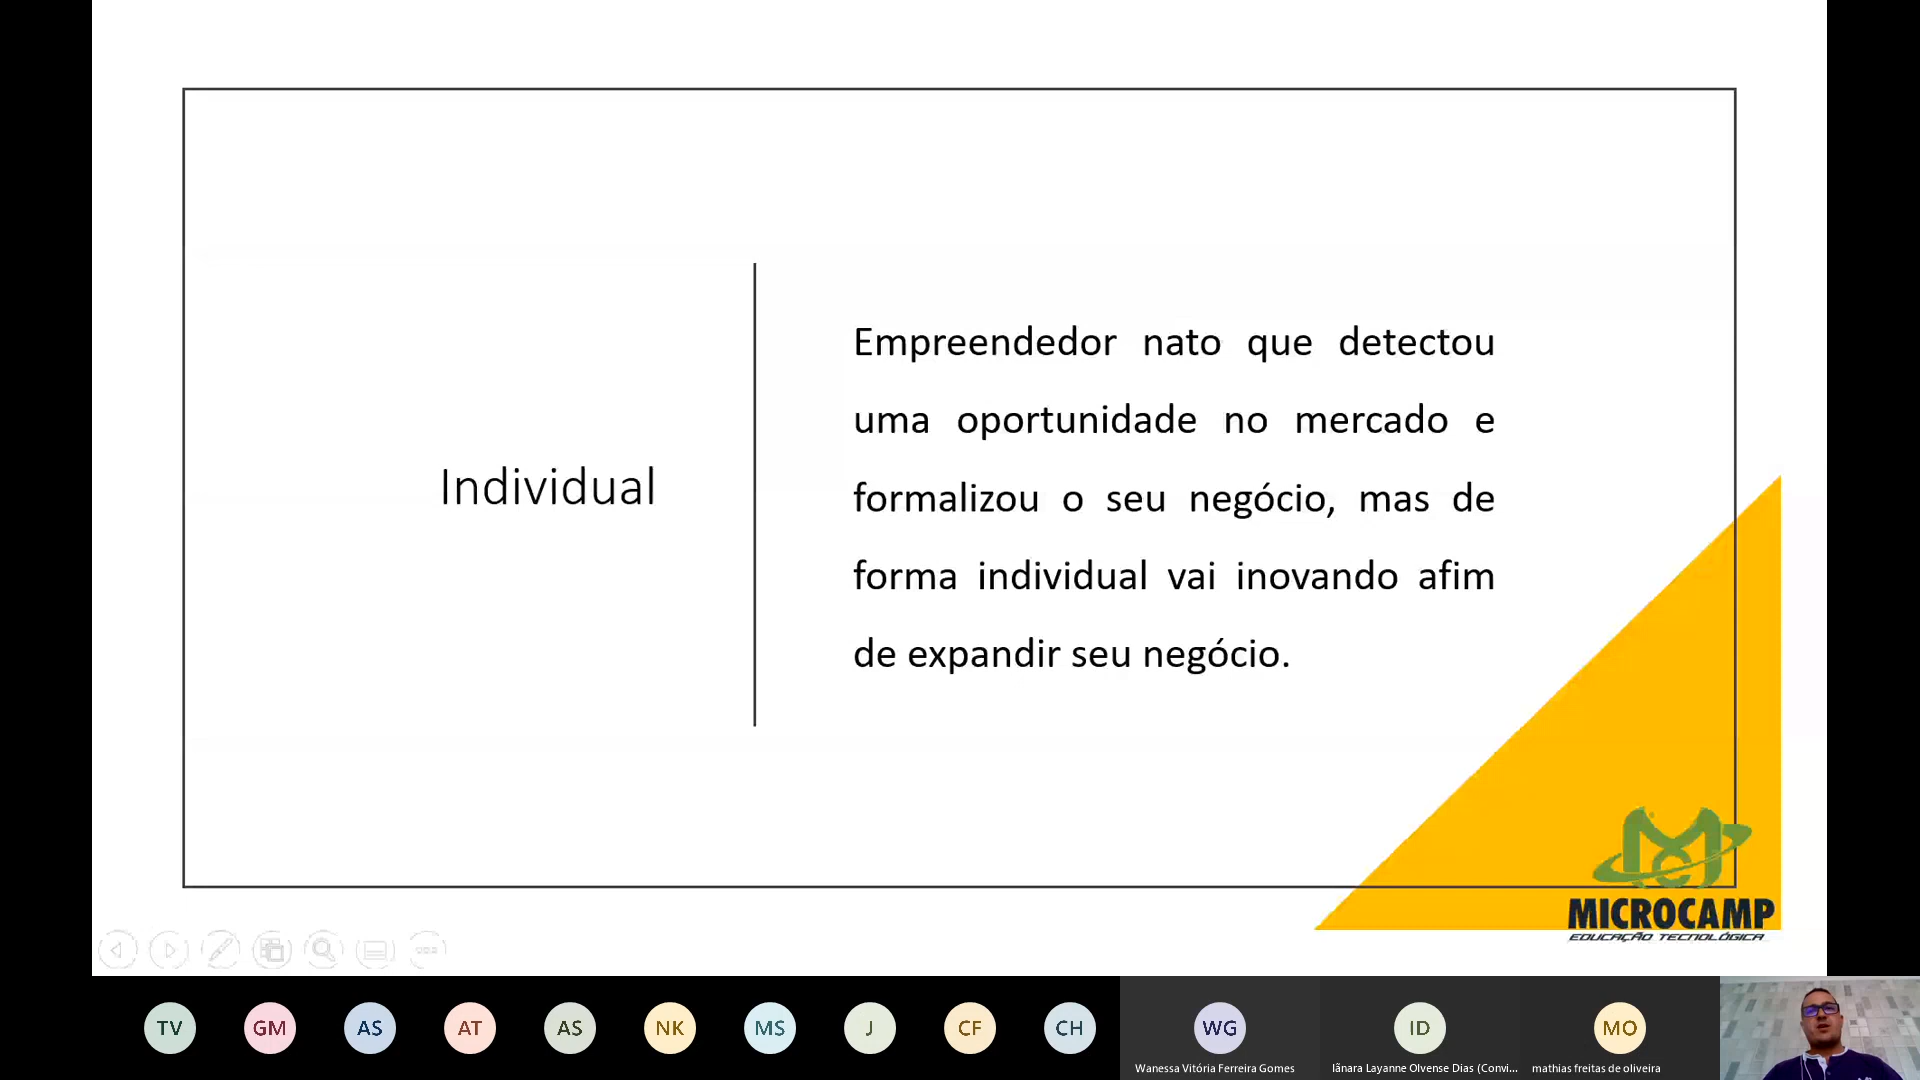 Individual
Empreendedor nato que detectou
uma oportunidade no mercado e
formalizou o seu negócio, mas de
forma individual vai inovando afim
de expandir seu negócio.
MICROCAMP
EDUCAÇÃO TECNOLÓGICA
TV
GM
AS
AT
AS
NK
MS
J
CF
CH
WG
ID
MO
Wanessa Vitória Ferreira Gomes
Iãnara Layanne Olvense Dias (Convi...
mathias freitas de oliveira